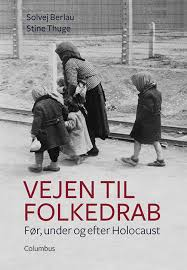 Solvej Berlau
Stine Thuge
VEJEN TIL
FOLKEDRAB
Før, under og efter Holocaust
Columbus